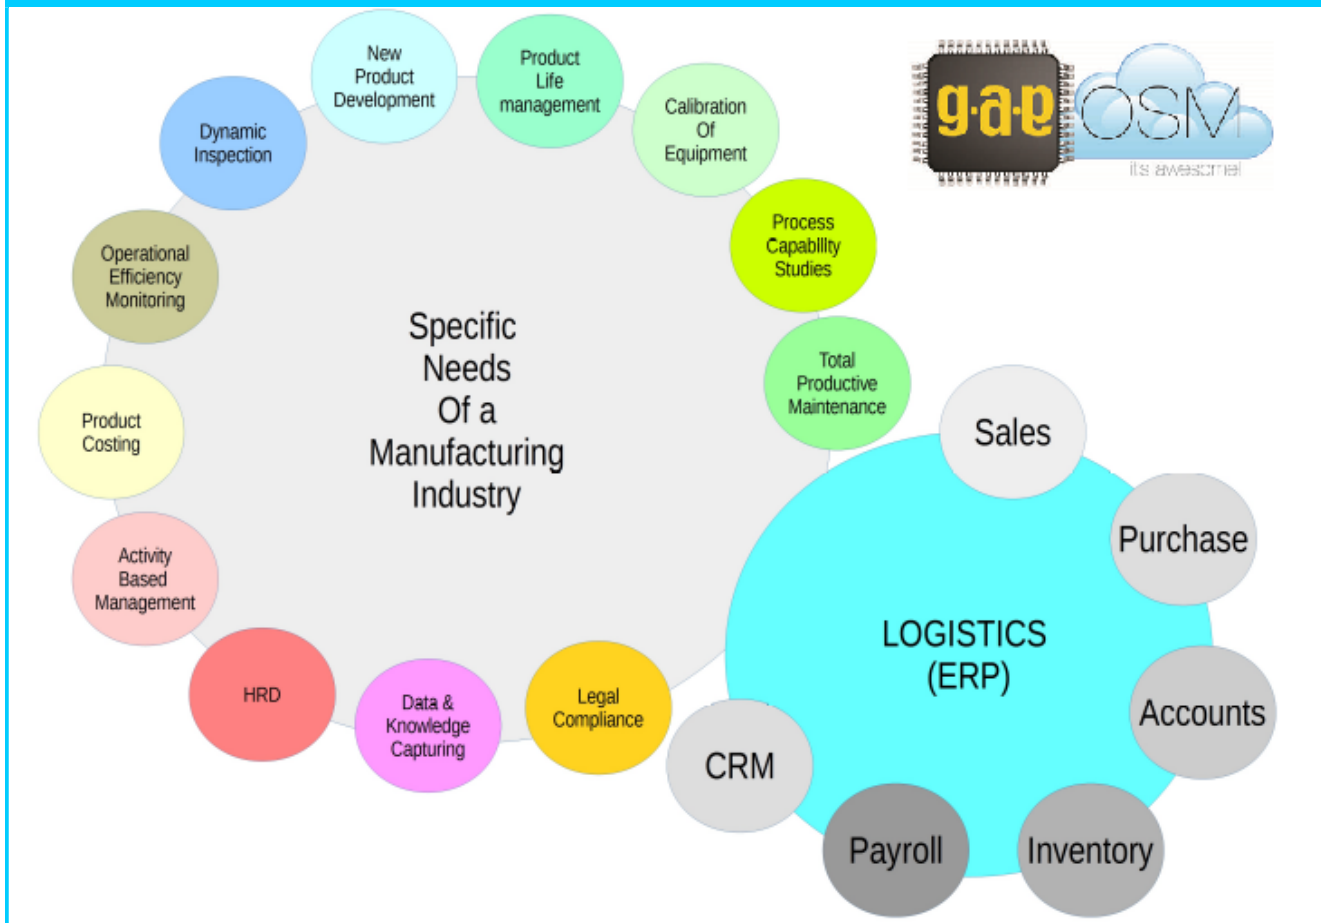 New
Product
Development
Product
Life
management
Calibration
Of
Equipment
Dynamic
Inspection
Process
Capability
Studies
Operational
Efficiency
Monitoring
Total
Productive
Maintenance
Product
Costing
Activity
Based
Management
HRD
Data &
Knowledge
Capturing
Legal
Compliance
Specific
Needs
Of a
Manufacturing
Industry
g·a·p
OSM
its awesome!
Sales
Purchase
Accounts
Inventory
Payroll
CRM
LOGISTICS
(ERP)